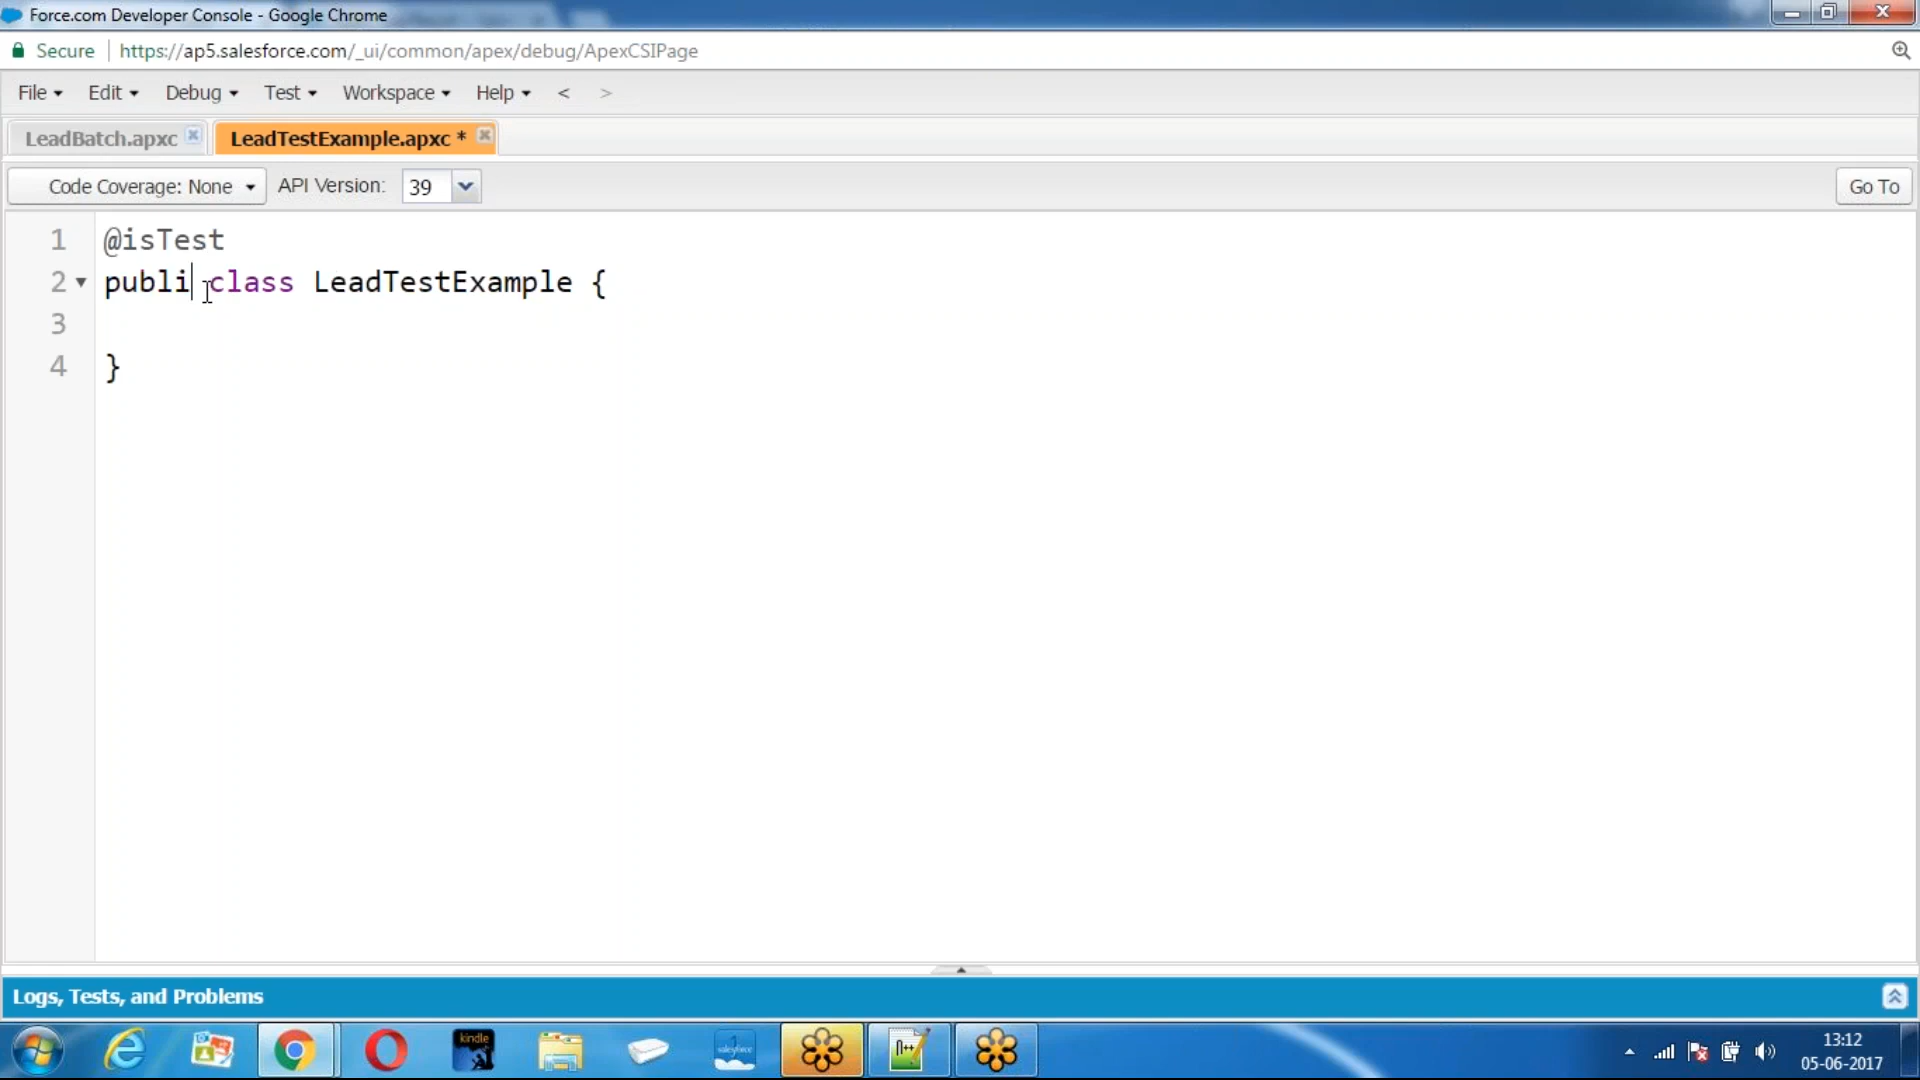 Force.com Developer Console - Google Chrome
Secure https://ap5.salesforce.com/_ui/common/apex/debug/ApexCSIPage
File Edit Debug Test Workspace Help < >
LeadBatch.apxc LeadTestExample.apxc *
Code Coverage: None API Version: 39 Go To
1 @isTest
2 publi class LeadTestExample {
3
4 }
Logs, Tests, and Problems
kindle
salesforce
13:12
05-06-2017